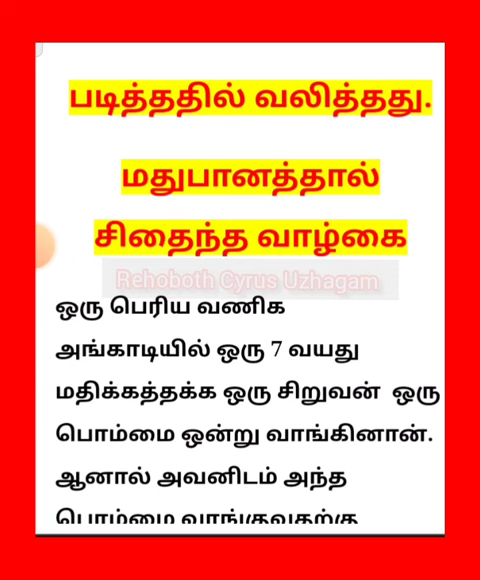 படித்ததில் வலித்தது.
மதுபானத்தால்
சிதைந்த வாழ்கை
Rehoboth Cyrus Uzhagam
ஒரு பெரிய வணிக
அங்காடியில் ஒரு 7 வயது
மதிக்கத்தக்க ஒரு சிறுவன் ஒரு
பொம்மை ஒன்று வாங்கினான்.
ஆனால் அவனிடம் அந்த
பொம்மை வாங்குவதற்கு